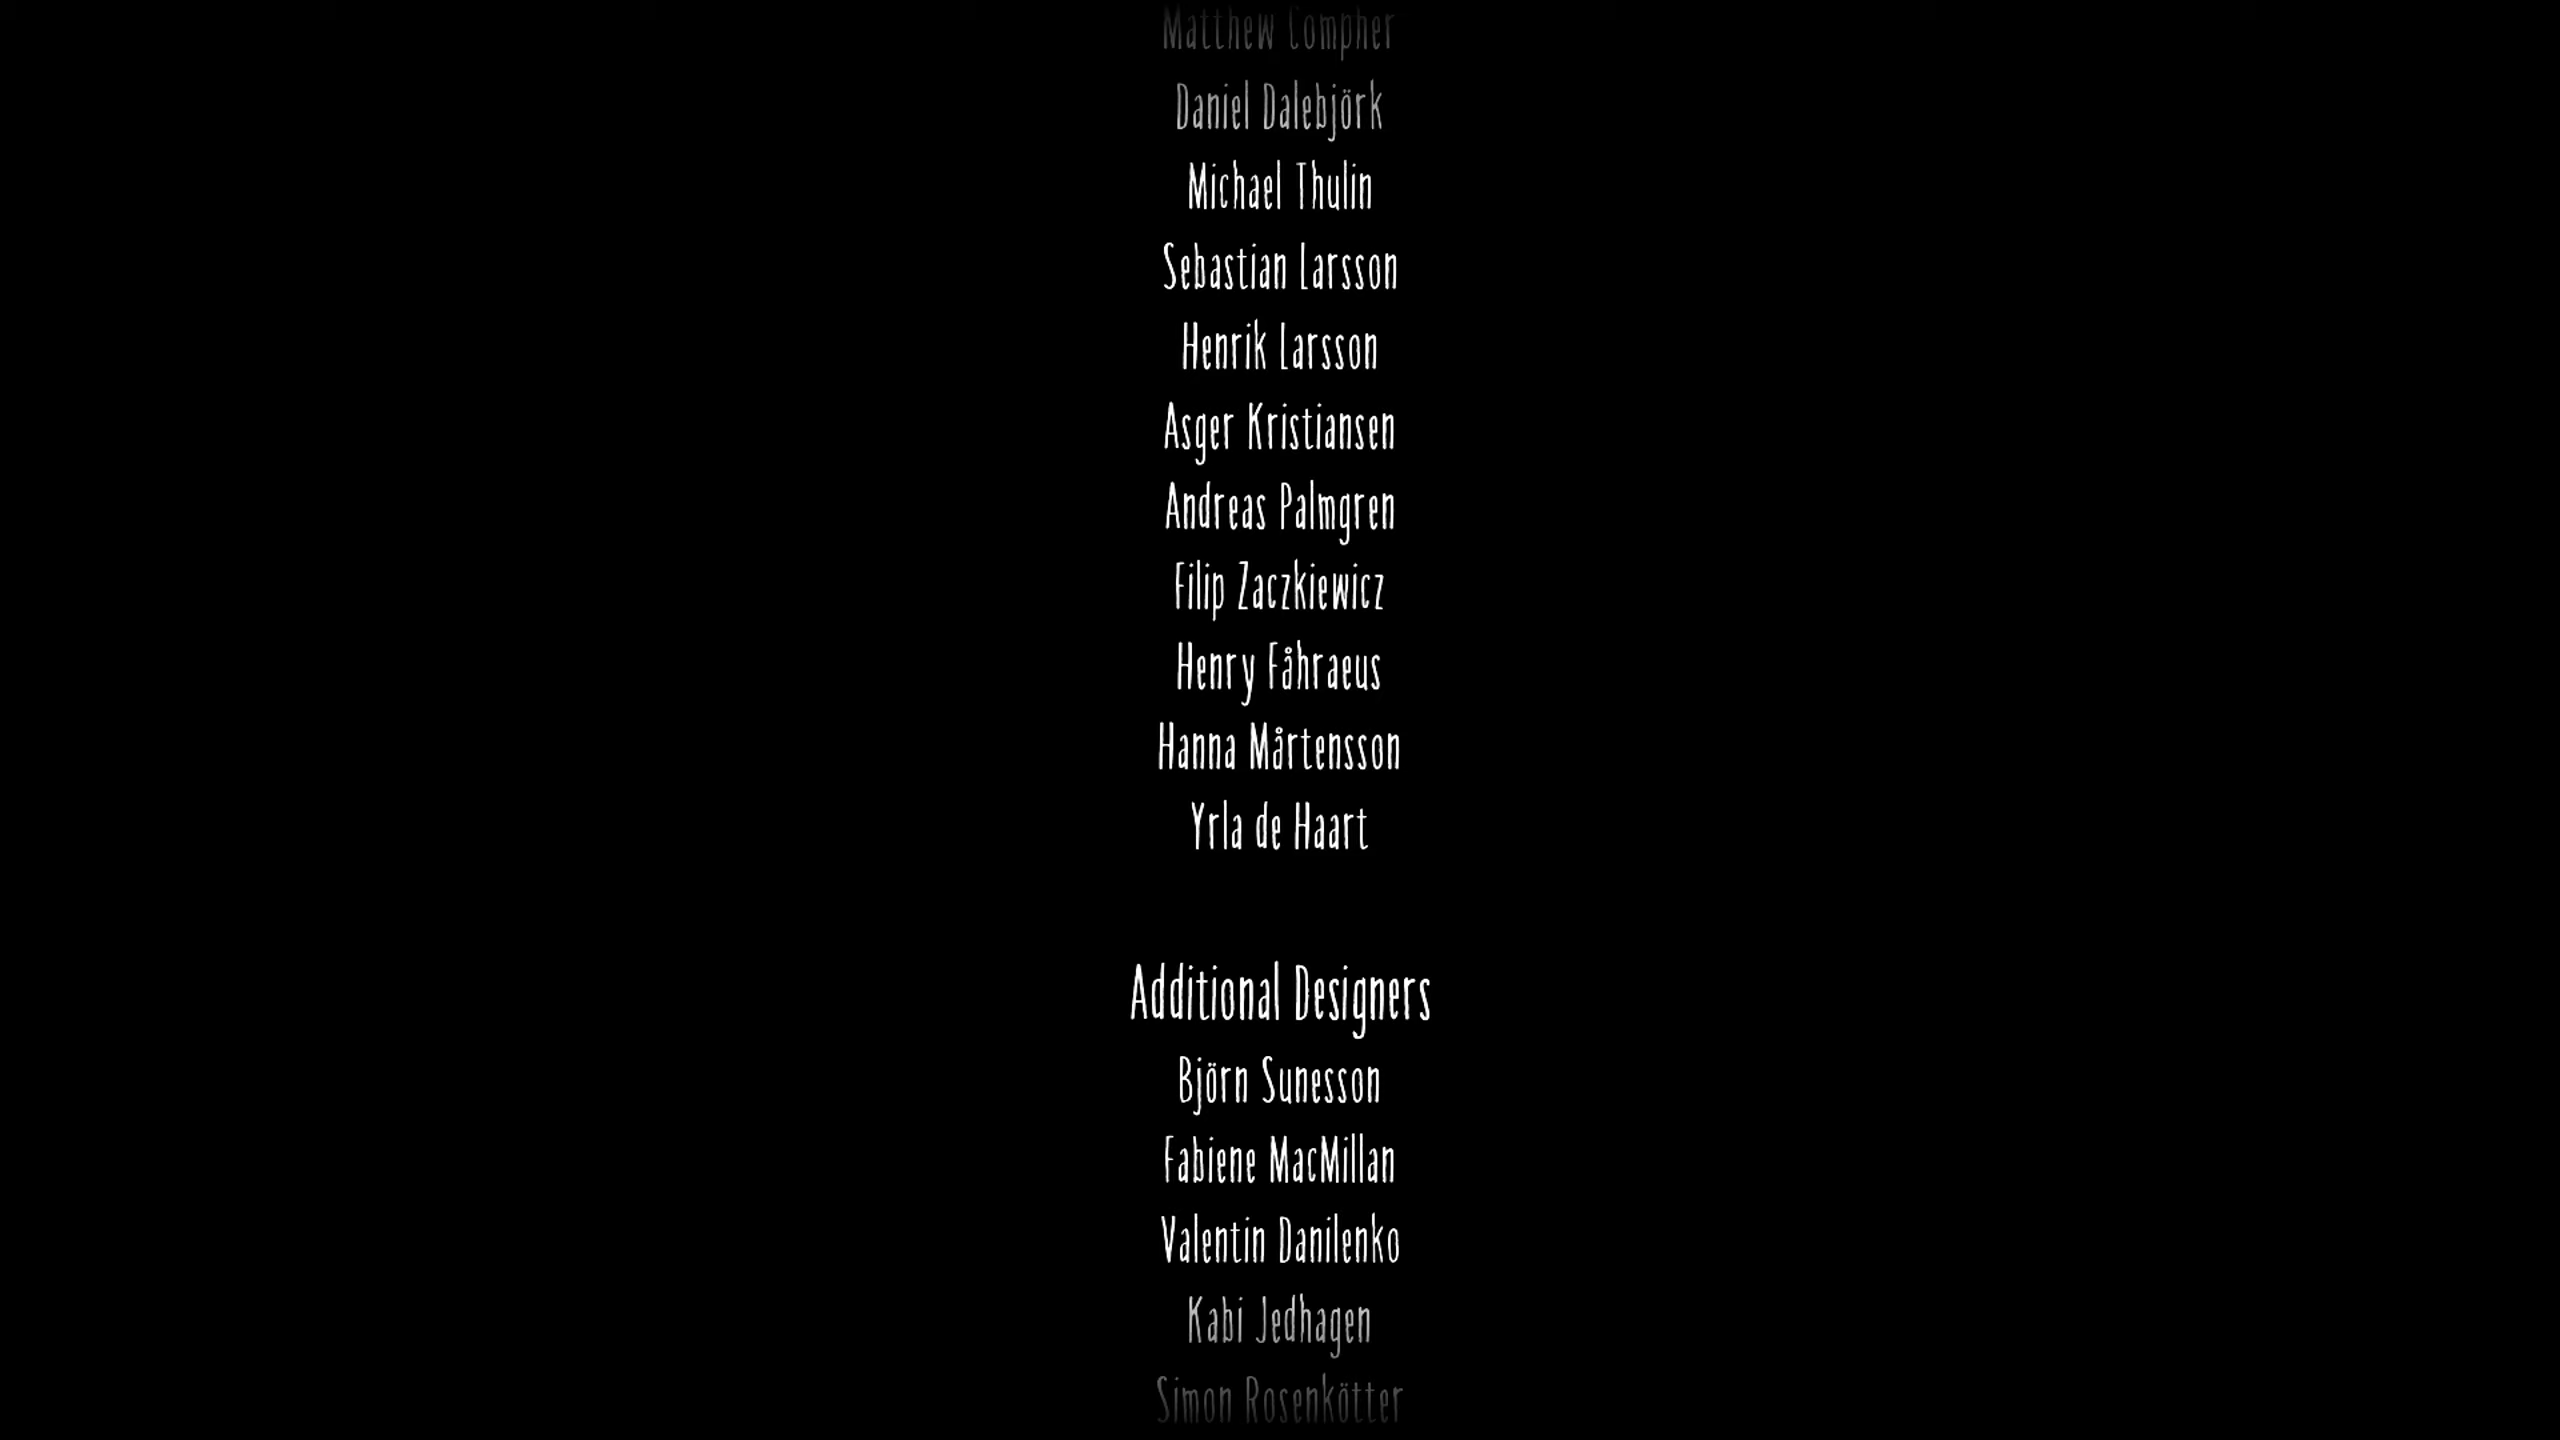 Matthew Compher
Daniel Dalebjörk
Michael Thulin
Sebastian Larsson
Henrik Larsson
Asger Kristiansen
Andreas Palmgren
Filip Zaczkiewicz
Henry Fåhraeus
Hanna Mårtensson
Yrla de Haart
Additional Designers
Björn Sunesson
Fabiene MacMillan
Valentin Danilenko
Kabi Jedhagen
Simon Rosenkötter